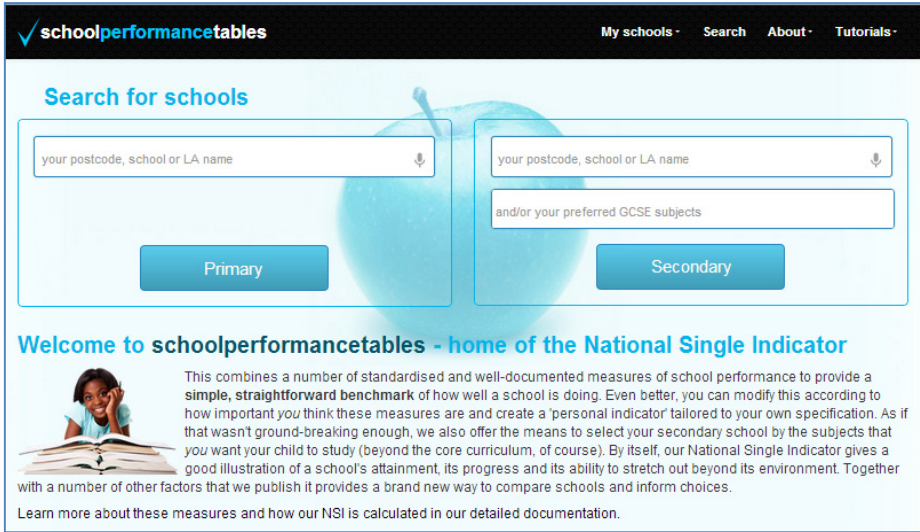 schoolperformancetables
My schools Search About Tutorials
Search for schools
your postcode, school or LA name
Primary
your postcode, school or LA name
and/or your preferred GCSE subjects
Secondary
Welcome to schoolperformancetables - home of the National Single Indicator
This combines a number of standardised and well-documented measures of school performance to provide a
simple, straightforward benchmark of how well a school is doing. Even better, you can modify this according to
how important you think these measures are and create a 'personal indicator' tailored to your own specification. As if
that wasn't ground-breaking enough, we also offer the means to select your secondary school by the subjects that
you want your child to study (beyond the core curriculum, of course). By itself, our National Single Indicator gives a
good illustration of a school's attainment, its progress and its ability to stretch out beyond its environment. Together
with a number of other factors that we publish it provides a brand new way to compare schools and inform choices.
Learn more about these measures and how our NSI is calculated in our detailed documentation.